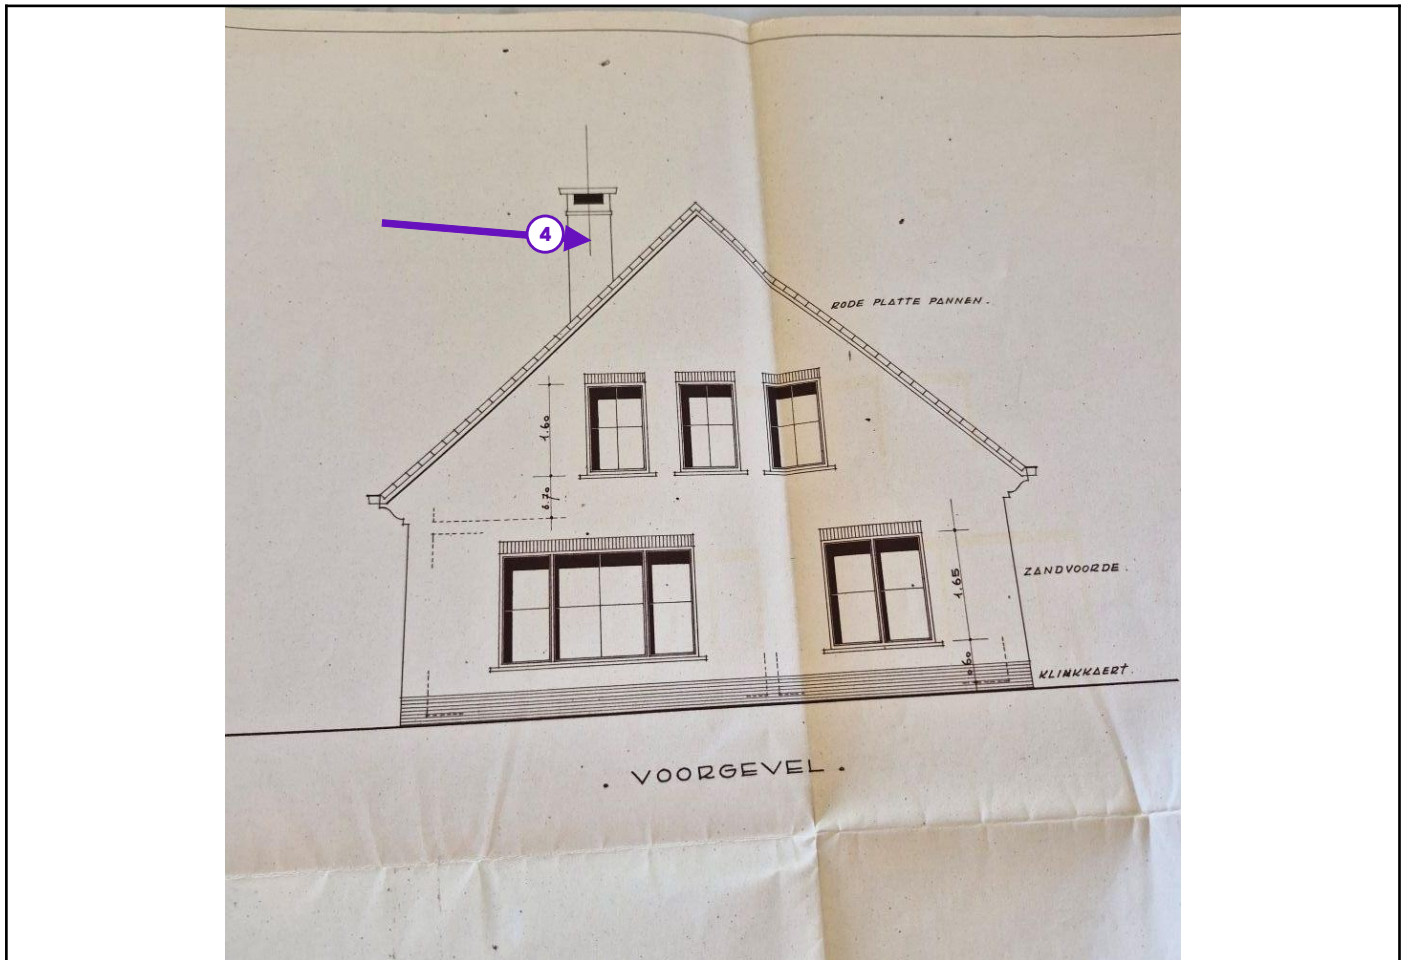 4
RODE PLATTE PANNEN.
1.60
0.70
1.65
ZANDVOORDE.
0.60
KLINKKAERT.
. VOORGEVEL .